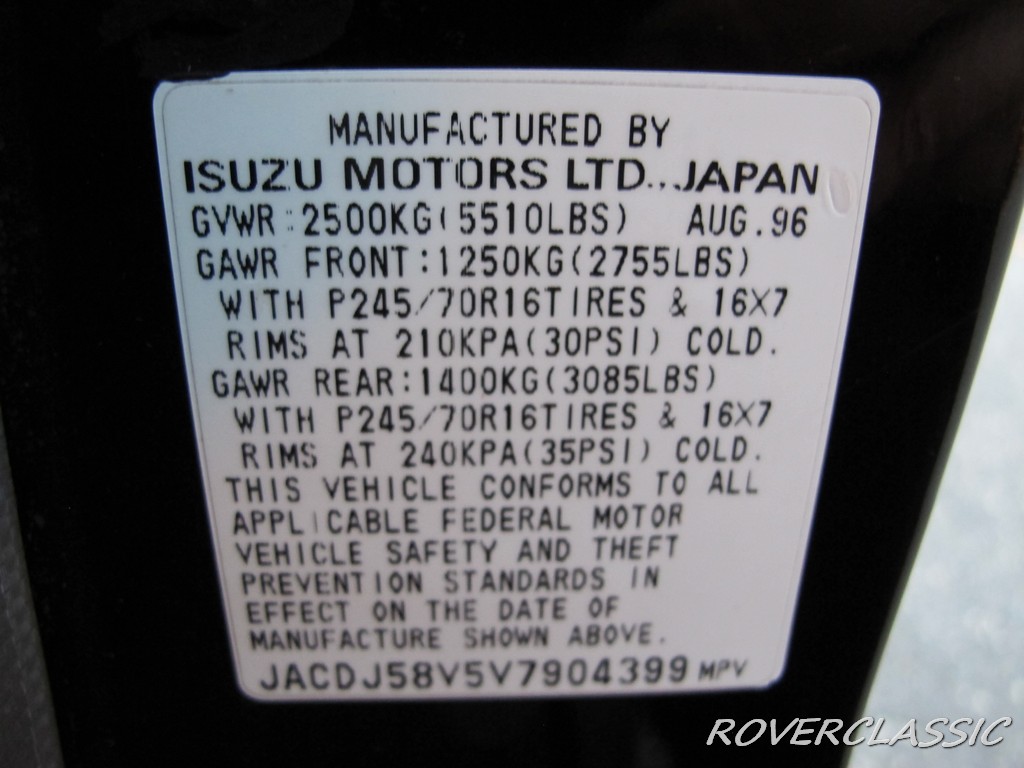 MANUFACTURED BY
ISUZU MOTORS LTD.,JAPAN
GVWR:2500KG(5510LBS) AUG.96
GAWR FRONT:1250KG(2755LBS)
WITH P245/70R16TIRES & 16X7
RIMS AT 210KPA(30PSI) COLD.
GAWR REAR:1400KG(3085LBS)
WITH P245/70R16TIRES & 16X7
RIMS AT 240KPA(35PSI) COLD.
THIS VEHICLE CONFORMS TO ALL
APPLICABLE FEDERAL MOTOR
VEHICLE SAFETY AND THEFT
PREVENTION STANDARDS IN
EFFECT ON THE DATE OF
MANUFACTURE SHOWN ABOVE.
JACDJ58V5V7904399 MPV
ROVERCLASSIC